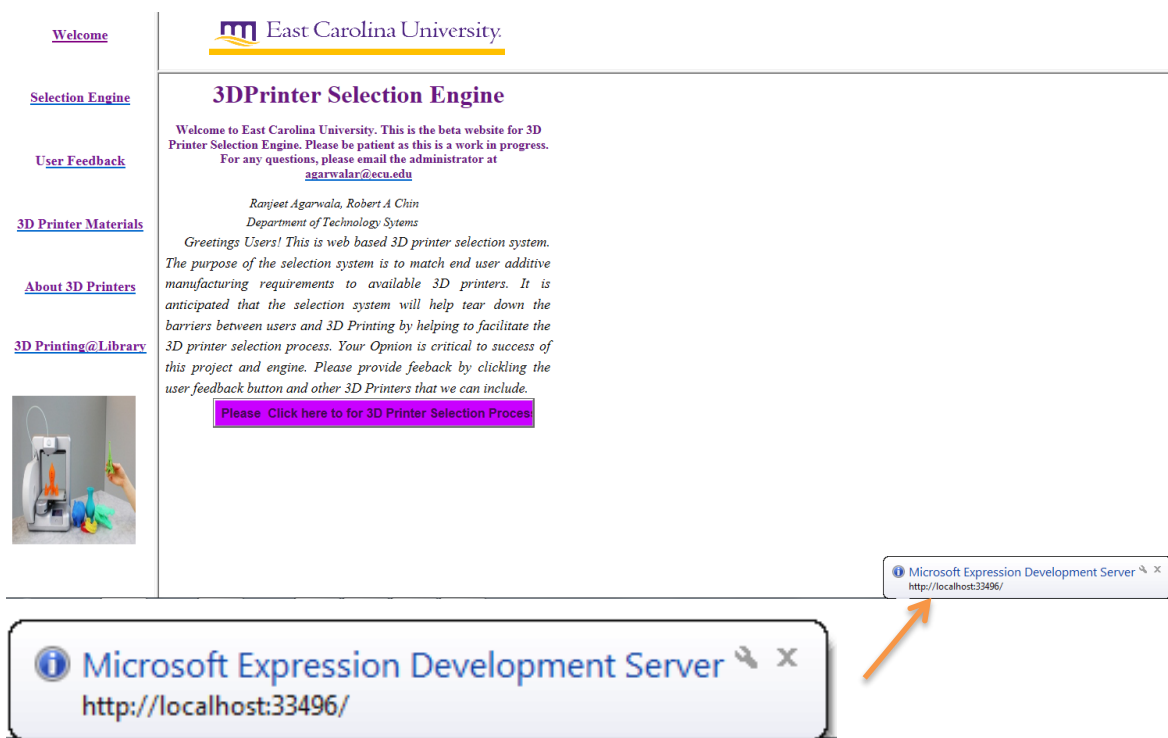 Welcome
Selection Engine
User Feedback
3D Printer Materials
About 3D Printers
3D Printing@Library
East Carolina University.
3DPrinter Selection Engine
Welcome to East Carolina University. This is the beta website for 3D
Printer Selection Engine. Please be patient as this is a work in progress.
For any questions, please email the administrator at
agarwalar@ecu.edu
Ranjeet Agarwala, Robert A Chin
Department of Technology Sytems
Greetings Users! This is web based 3D printer selection system.
The purpose of the selection system is to match end user additive
manufacturing requirements to available 3D printers. It is
anticipated that the selection system will help tear down the
barriers between users and 3D Printing by helping to facilitate the
3D printer selection process. Your Opnion is critical to success of
this project and engine. Please provide feeback by clickling the
user feedback button and other 3D Printers that we can include.
Please Click here to for 3D Printer Selection Proces
Microsoft Expression Development Server
http://localhost:33496/
Microsoft Expression Development Server
http://localhost:33496/